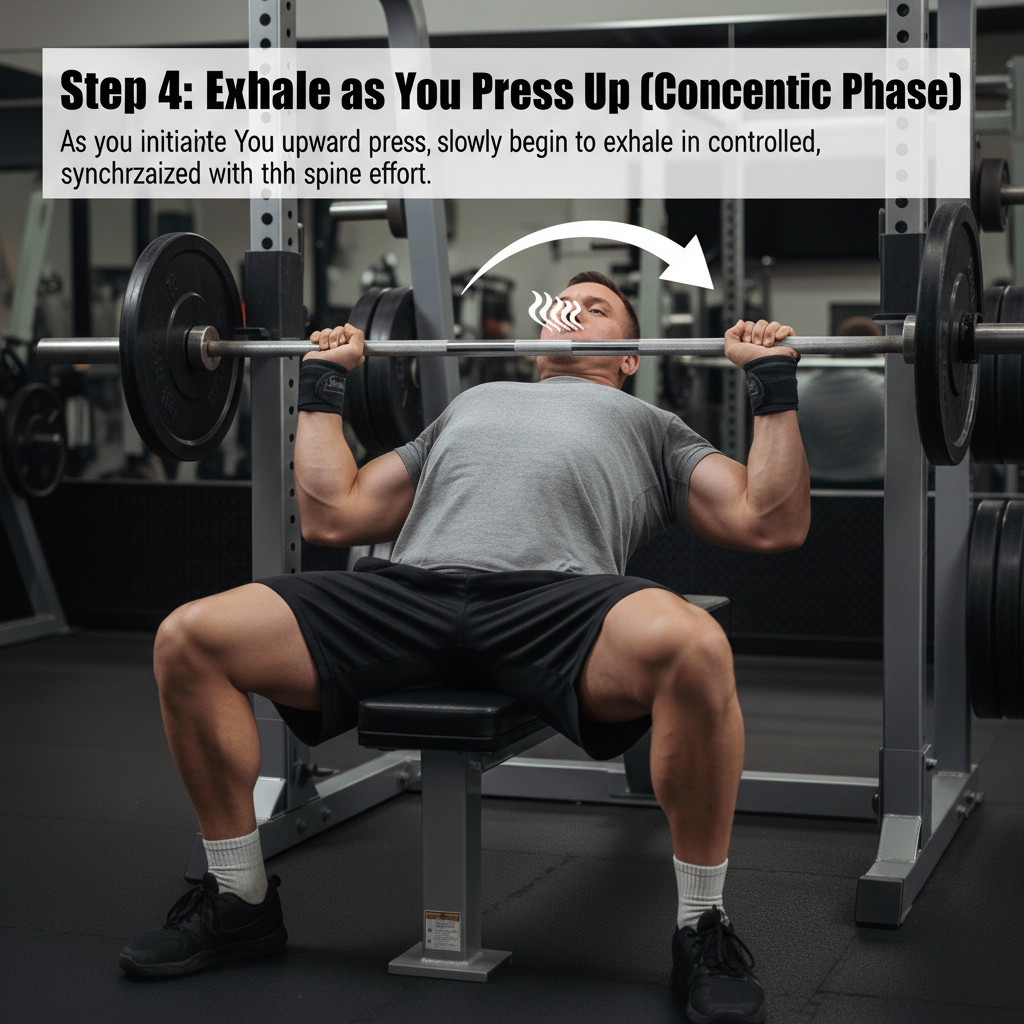 Step 4: Exhale as You Press Up (Concentic Phase)
As you initiaınte You upward press, slowly begin to exhale in controlled,
synchrzaized with thh spine effort.